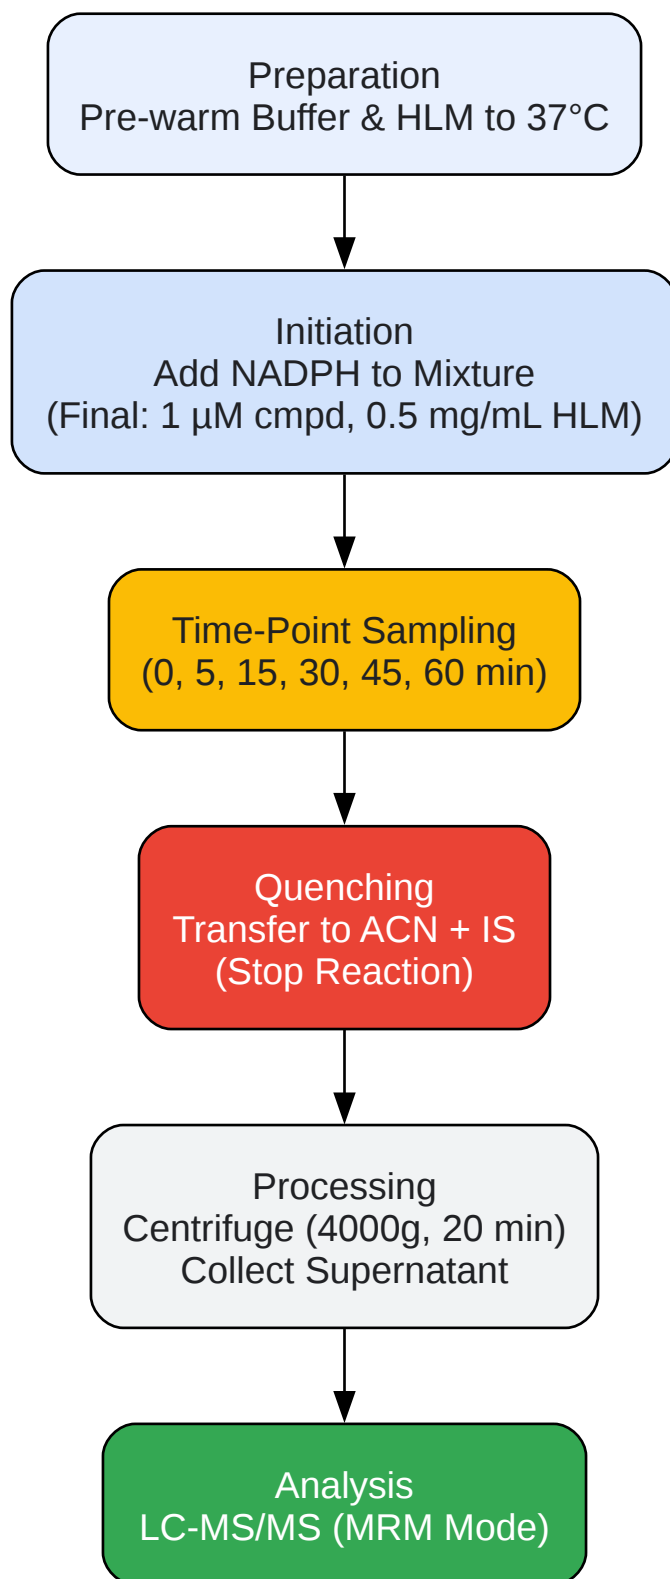 Preparation
Pre-warm Buffer & HLM to 37°C
Initiation
Add NADPH to Mixture
(Final: 1 µM cmpd, 0.5 mg/mL HLM)
Time-Point Sampling
(0, 5, 15, 30, 45, 60 min)
Quenching
Transfer to ACN + IS
(Stop Reaction)
Processing
Centrifuge (4000g, 20 min)
Collect Supernatant
Analysis
LC-MS/MS (MRM Mode)